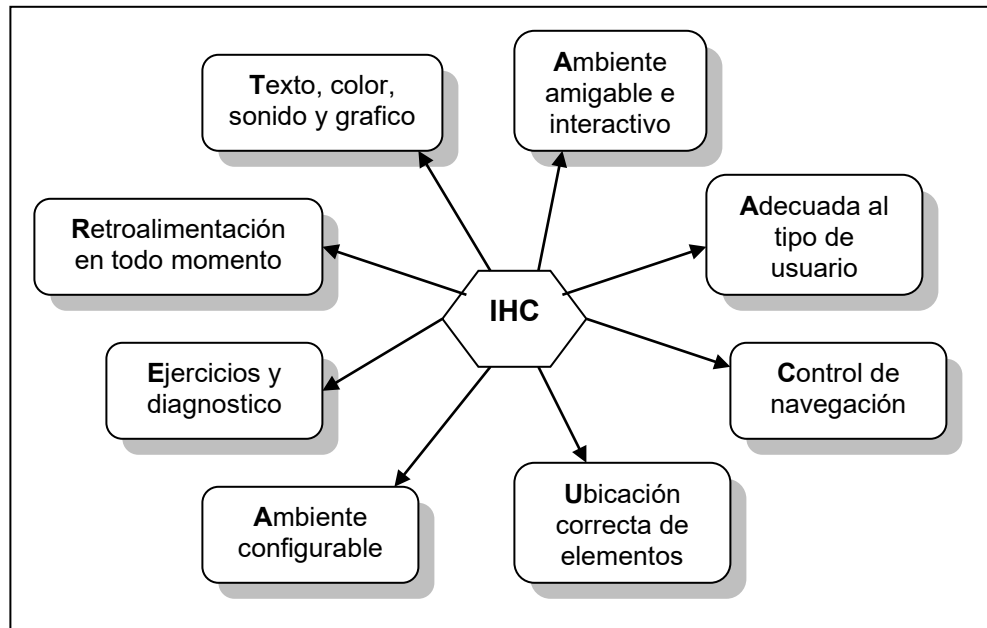 Texto, color,
sonido y grafico
Ambiente
amigable e
interactivo
Retroalimentación
en todo momento
Adecuada al
tipo de
usuario
IHC
Ejercicios y
diagnostico
Control de
navegación
Ambiente
configurable
Ubicación
correcta de
elementos